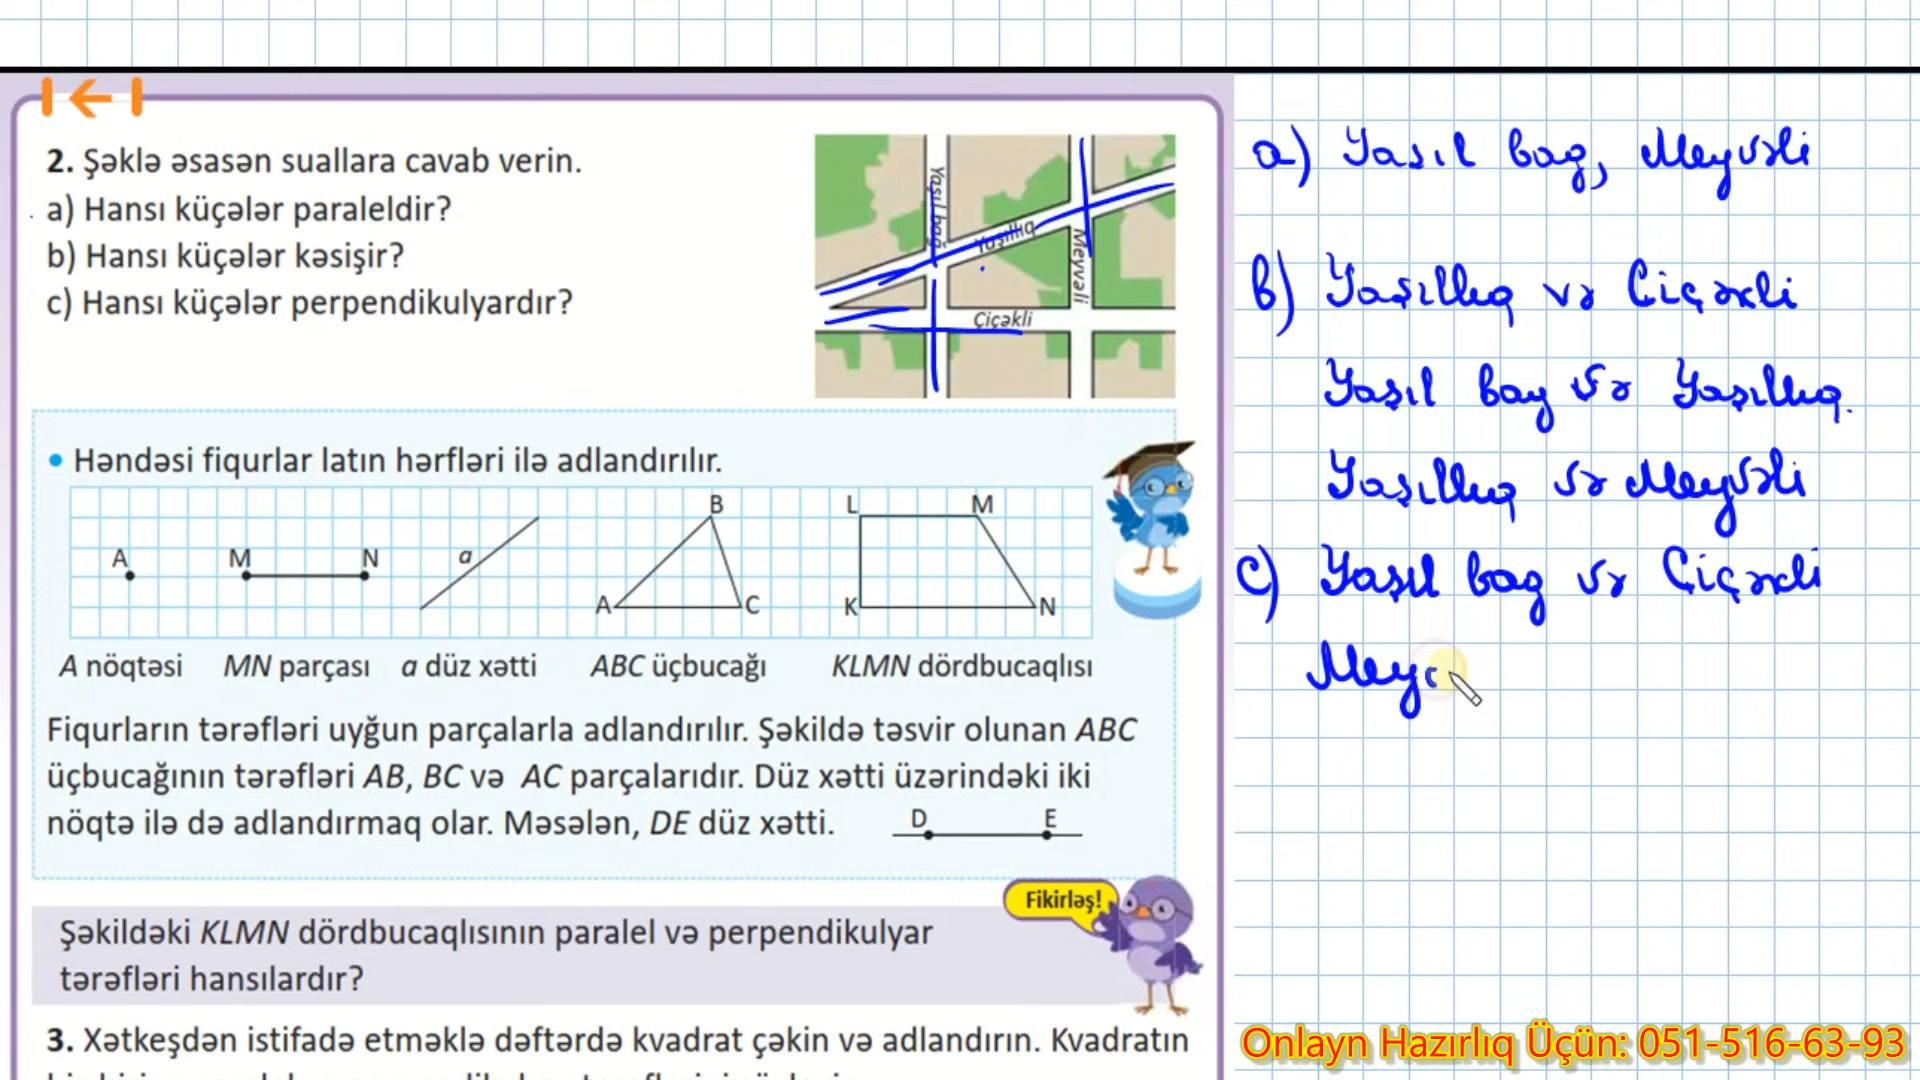 2. Şəklə əsasən suallara cavab verin.
a) Hansı küçələr paraleldir?
b) Hansı küçələr kəsişir?
c) Hansı küçələr perpendikulyardır?
Yaşıl bağ
Yaşıllıq
Meyvəli
Çiçəkli
• Həndəsi fiqurlar latın hərfləri ilə adlandırılır.
A
M N
a
A B C
K L M N
A nöqtəsi MN parçası a düz xətti ABC üçbucağı KLMN dördbucaqlısı
Fiqurların tərəfləri uyğun parçalarla adlandırılır. Şəkildə təsvir olunan ABC
üçbucağının tərəfləri AB, BC və AC parçalarıdır. Düz xətti üzərindəki iki
nöqtə ilə də adlandırmaq olar. Məsələn, DE düz xətti.
D E
Fikirləş!
Şəkildəki KLMN dördbucaqlısının paralel və perpendikulyar
tərəfləri hansılardır?
3. Xətkeşdən istifadə etməklə dəftərdə kvadrat çəkin və adlandırın. Kvadratın
a) Yasıl bag, Meyvəli
b) Yaşıllıq və Çiçəkli
Yaşıl bag və Yaşıllıq.
Yaşıllıq və Meyvəli
c) Yaşıl bag və Çiçəkli
Mey
Onlayn Hazırlıq Üçün: 051-516-63-93